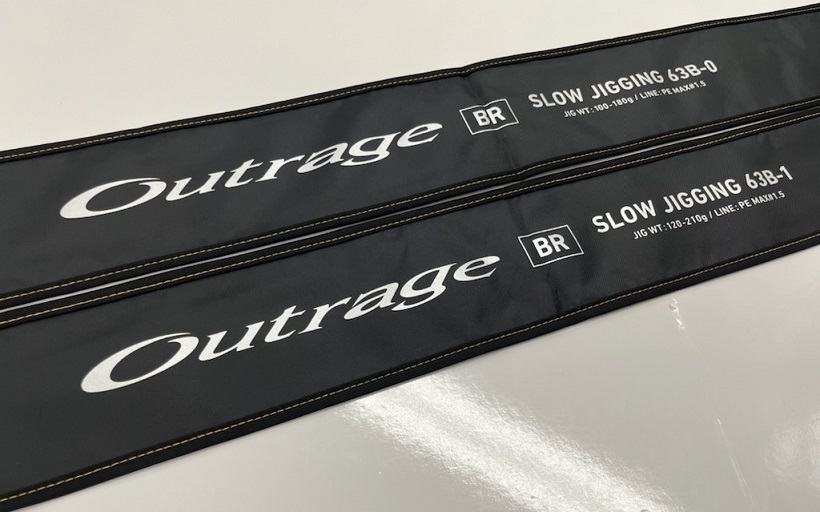 Outrage BR SLOW JIGGING 63B-0
JIG WT:100-180g / LINE:PE MAX#1.5
Outrage BR SLOW JIGGING 63B-1
JIG WT:120-210g / LINE:PE MAX#1.5